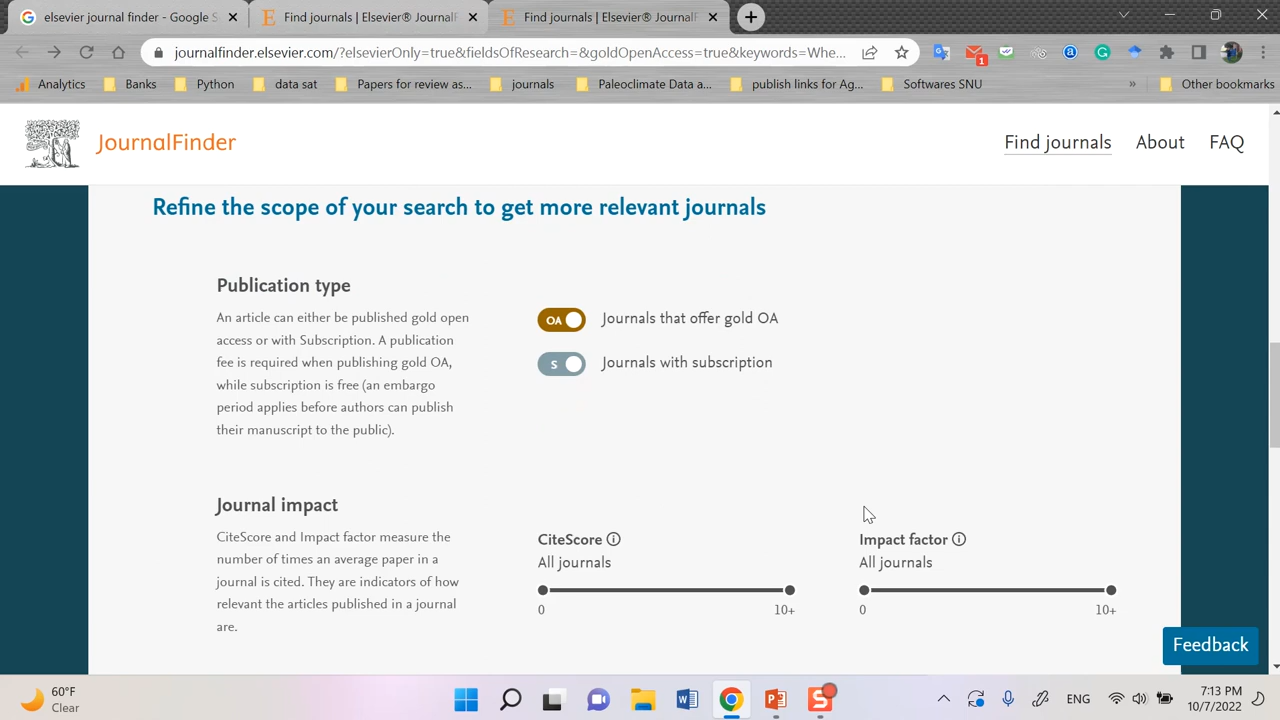 elsevier journal finder - Google S
Find journals | Elsevier® JournalF
Find journals | Elsevier® JournalF
journalfinder.elsevier.com/?elsevierOnly=true&fieldsOfResearch=&goldOpenAccess=true&keywords=Whe...
1
Analytics
Banks
Python
data sat
Papers for review as...
journals
Paleoclimate Data a...
publish links for Ag...
Softwares SNU
»
Other bookmarks
JournalFinder
Find journals
About
FAQ
Refine the scope of your search to get more relevant journals
Publication type
An article can either be published gold open
access or with Subscription. A publication
fee is required when publishing gold OA,
while subscription is free (an embargo
period applies before authors can publish
their manuscript to the public).
OA
Journals that offer gold OA
S
Journals with subscription
Journal impact
CiteScore and Impact factor measure the
number of times an average paper in a
journal is cited. They are indicators of how
relevant the articles published in a journal
are.
CiteScore
All journals
0
10+
Impact factor
All journals
0
10+
Feedback
60°F
Clear
ENG
7:13 PM
10/7/2022